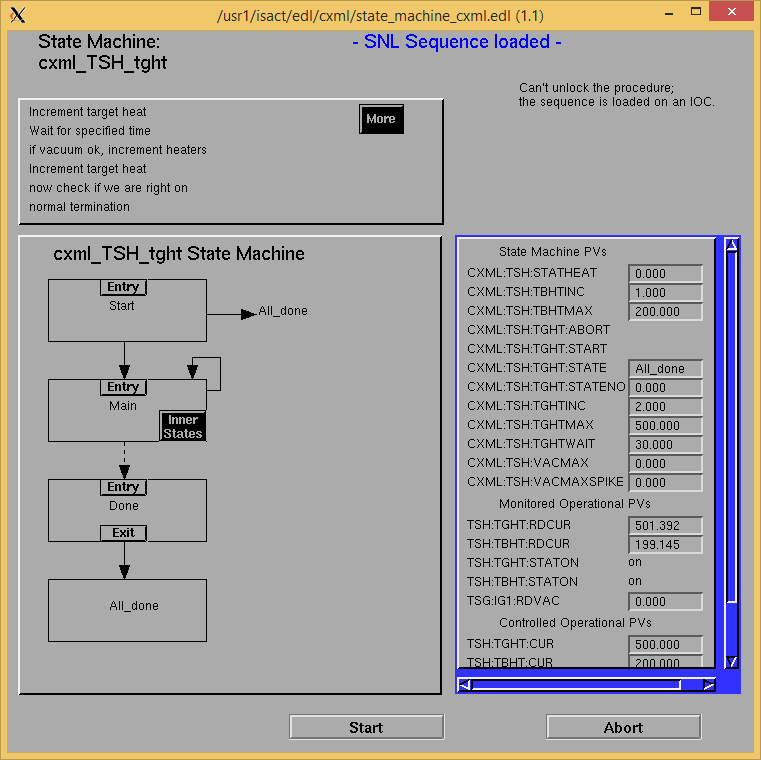 /usr1/isact/edl/cxml/state_machine_cxml.edl (1.1)
State Machine:
cxml_TSH_tght
- SNL Sequence loaded -
Can't unlock the procedure;
the sequence is loaded on an IOC.
Increment target heat
Wait for specified time
if vacuum ok, increment heaters
Increment target heat
now check if we are right on
normal termination
More
cxml_TSH_tght State Machine
Entry
Start
All_done
Entry
Main
Inner
States
Entry
Done
Exit
All_done
State Machine PVs
CXML:TSH:STATHEAT 0.000
CXML:TSH:TBHTINC 1.000
CXML:TSH:TBHTMAX 200.000
CXML:TSH:TGHT:ABORT
CXML:TSH:TGHT:START
CXML:TSH:TGHT:STATE All_done
CXML:TSH:TGHT:STATENO 0.000
CXML:TSH:TGHTINC 2.000
CXML:TSH:TGHTMAX 500.000
CXML:TSH:TGHTWAIT 30.000
CXML:TSH:VACMAX 0.000
CXML:TSH:VACMAXSPIKE 0.000
Monitored Operational PVs
TSH:TGHT:RDCUR 501.392
TSH:TBHT:RDCUR 199.145
TSH:TGHT:STATON on
TSH:TBHT:STATON on
TSG:IG1:RDVAC 0.000
Controlled Operational PVs
TSH:TGHT:CUR 500.000
TSH:TBHT:CUR 200.000
Start
Abort